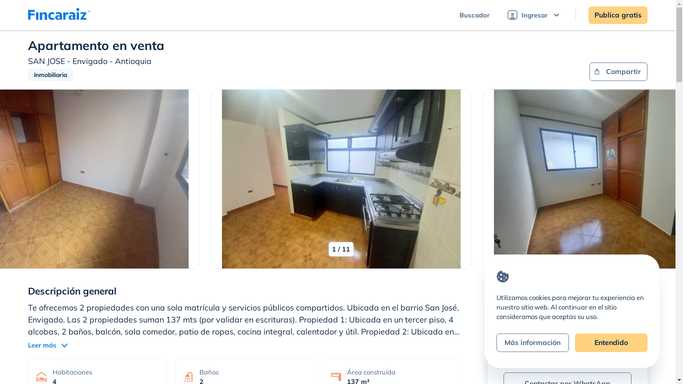 Fincaraiz
Buscador
Ingresar
Publica gratis
Apartamento en venta
SAN JOSE - Envigado - Antioquia
Inmobiliaria
Compartir
1 / 11
Descripción general
Te ofrecemos 2 propiedades con una sola matrícula y servicios públicos compartidos. Ubicada en el barrio San José,
Envigado. Las 2 propiedades suman 137 mts (por validar en escrituras). Propiedad 1: Ubicada en un tercer piso, 4
alcobas, 2 baños, balcón, sala comedor, patio de ropas, cocina integral, calentador y útil. Propiedad 2: Ubicada en...
Leer más
Habitaciones
4
Baños
2
Área construida
137 m²
Utilizamos cookies para mejorar tu experiencia en
nuestro sitio web. Al continuar en el sitio
consideramos que aceptas su uso.
Más información
Entendido
Contactar por WhatsApp